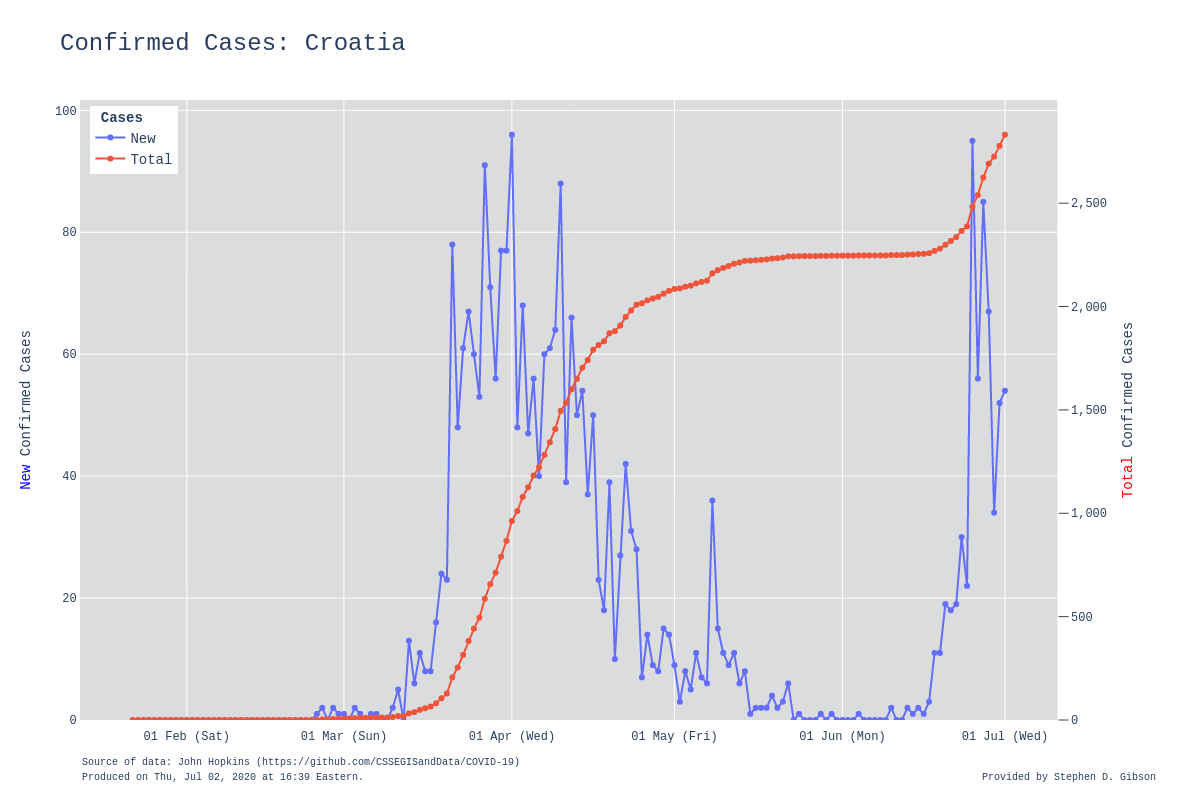 Confirmed Cases: Croatia
Cases
New
Total
100
80
60
40
20
0
New Confirmed Cases
2,500
2,000
1,500
1,000
500
0
Total Confirmed Cases
01 Feb (Sat) 01 Mar (Sun) 01 Apr (Wed) 01 May (Fri) 01 Jun (Mon) 01 Jul (Wed)
Source of data: John Hopkins (https://github.com/CSSEGISandData/COVID-19)
Produced on Thu, Jul 02, 2020 at 16:39 Eastern.
Provided by Stephen D. Gibson